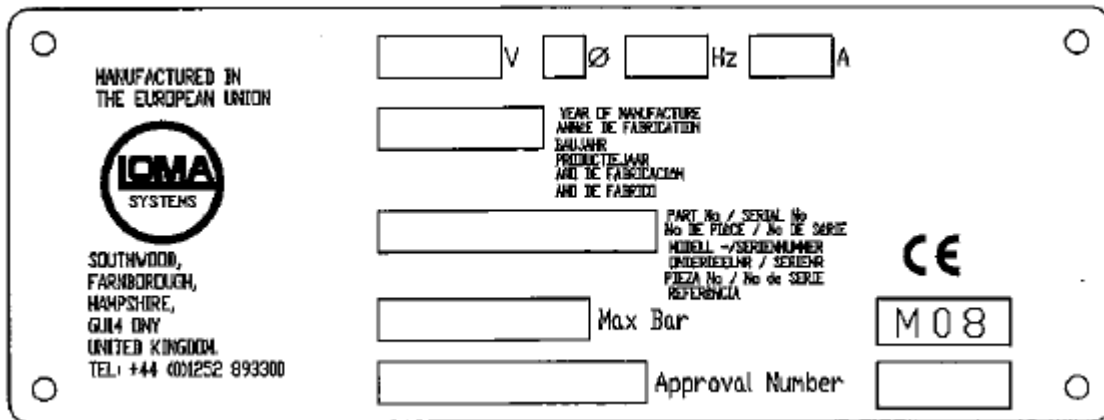 MANUFACTURED IN
THE EUROPEAN UNION
LOMA
SYSTEMS
SOUTHWOOD,
FARNBOROUGH,
HAMPSHIRE,
GU14 0NY
UNITED KINGDOM.
TEL: +44 (0)1252 893300
V Ø Hz A
YEAR OF MANUFACTURE
ANNÉE DE FABRICATION
BAUJAHR
PRODUCTIEJAAR
ANO DE FABRICACION
ANO DE FABRICO
PART No / SERIAL No
No DE PIECE / No DE SERIE
MODELL -/SERIENNUMMER
ONDERDEELNR / SERIENR
PIEZA No / No de SERIE
REFERENCIA
Max Bar
Approval Number
CE
M08